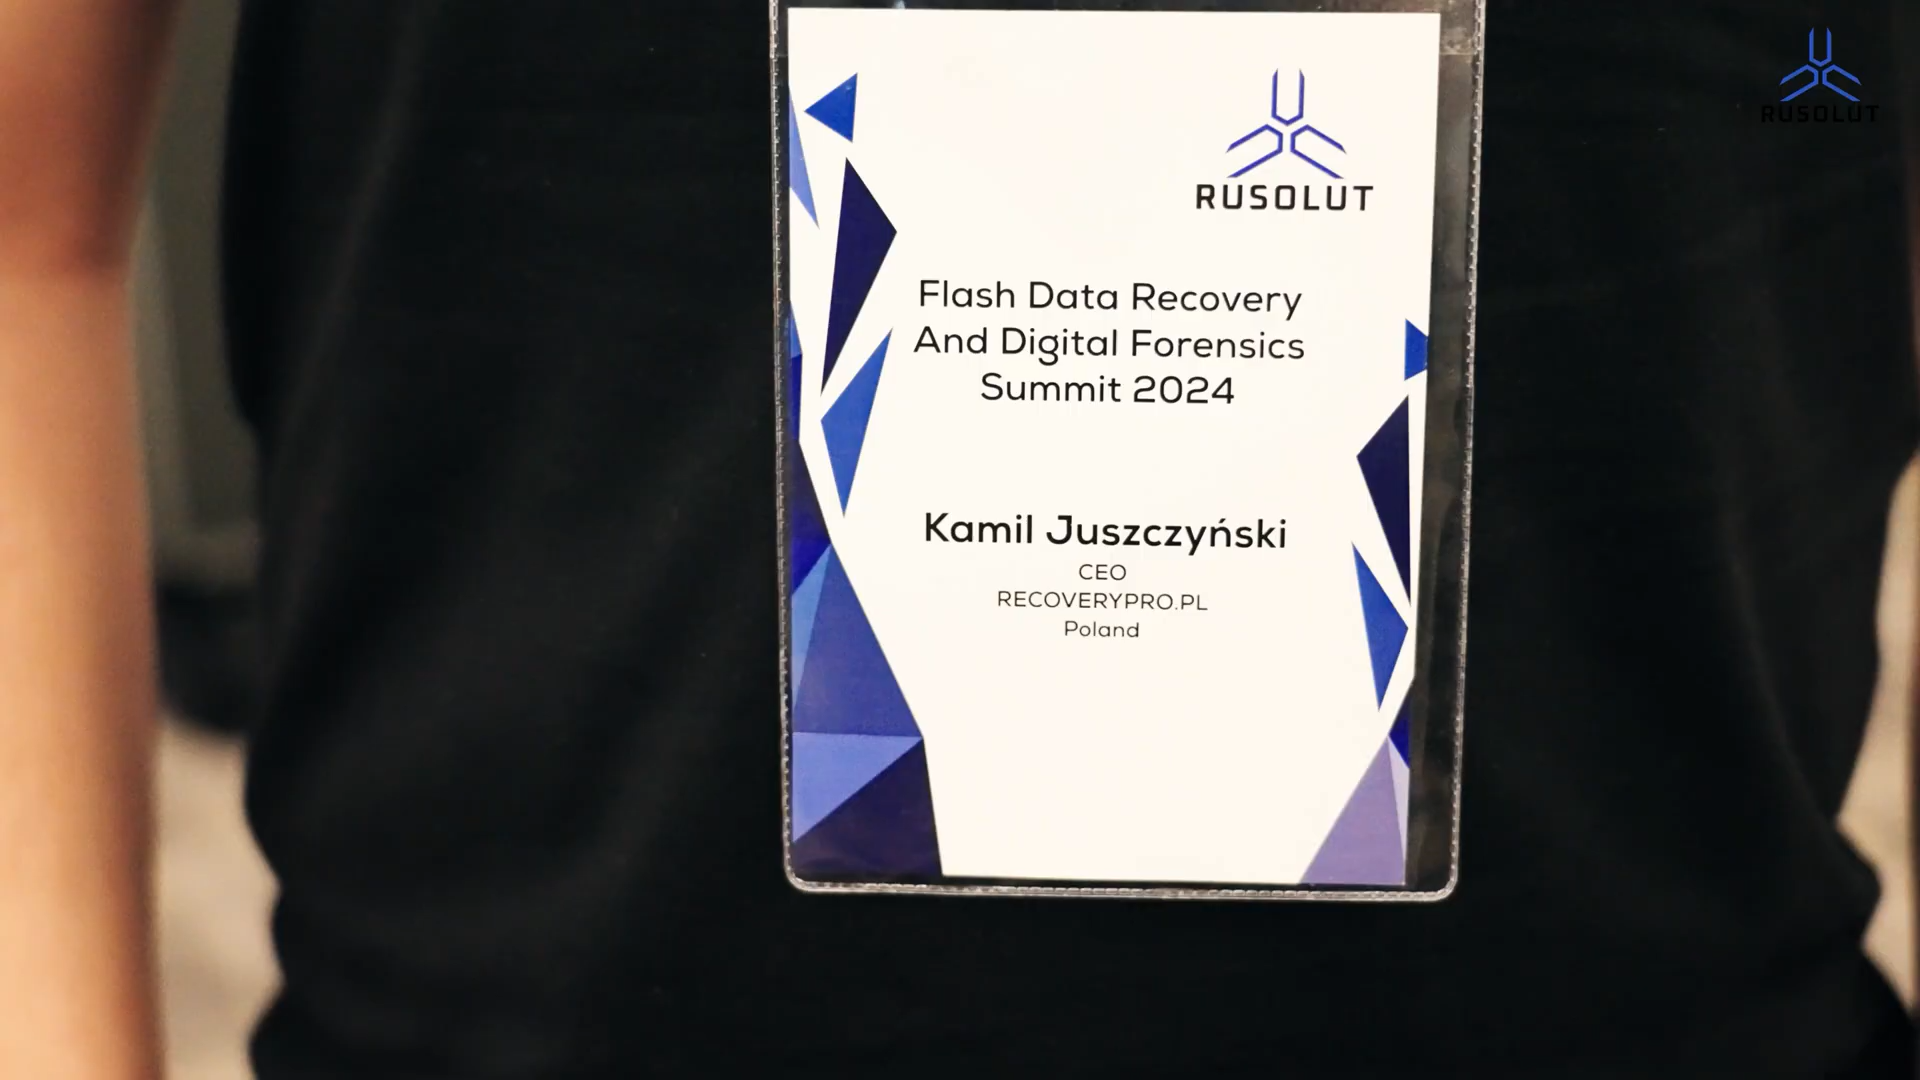 RUSOLUT
RUSOLUT
Flash Data Recovery
And Digital Forensics
Summit 2024
Kamil Juszczyński
CEO
RECOVERYPRO.PL
Poland